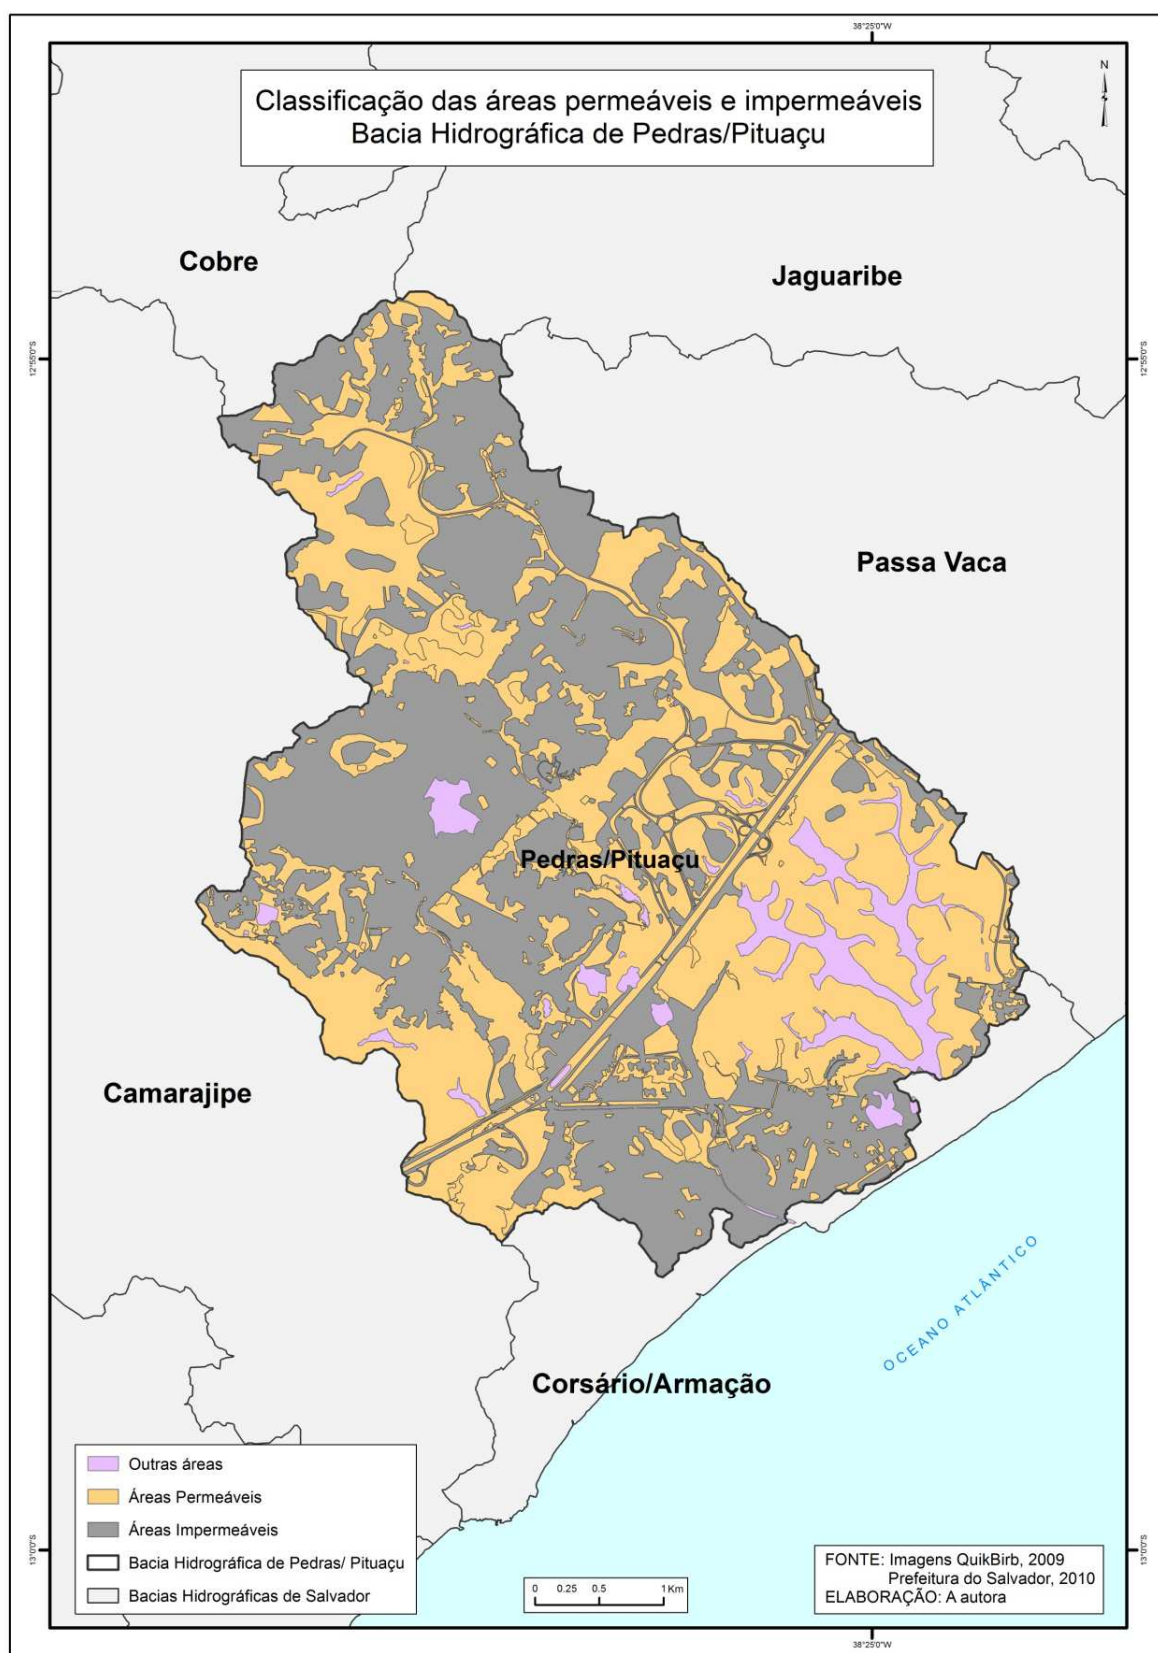 38°25'0"W
Classificação das áreas permeáveis e impermeáveis
Bacia Hidrográfica de Pedras/Pituaçu
N
Cobre
Jaguaribe
12°55'0"S
12°55'0"S
Passa Vaca
Pedras/Pituaçu
Camarajipe
OCEANO ATLÂNTICO
Corsário/Armação
Outras áreas
Áreas Permeáveis
Áreas Impermeáveis
Bacia Hidrográfica de Pedras/ Pituaçu
Bacias Hidrográficas de Salvador
13°0'0"S
13°0'0"S
0 0.25 0.5 1 Km
FONTE: Imagens QuikBirb, 2009
Prefeitura do Salvador, 2010
ELABORAÇÃO: A autora
38°25'0"W